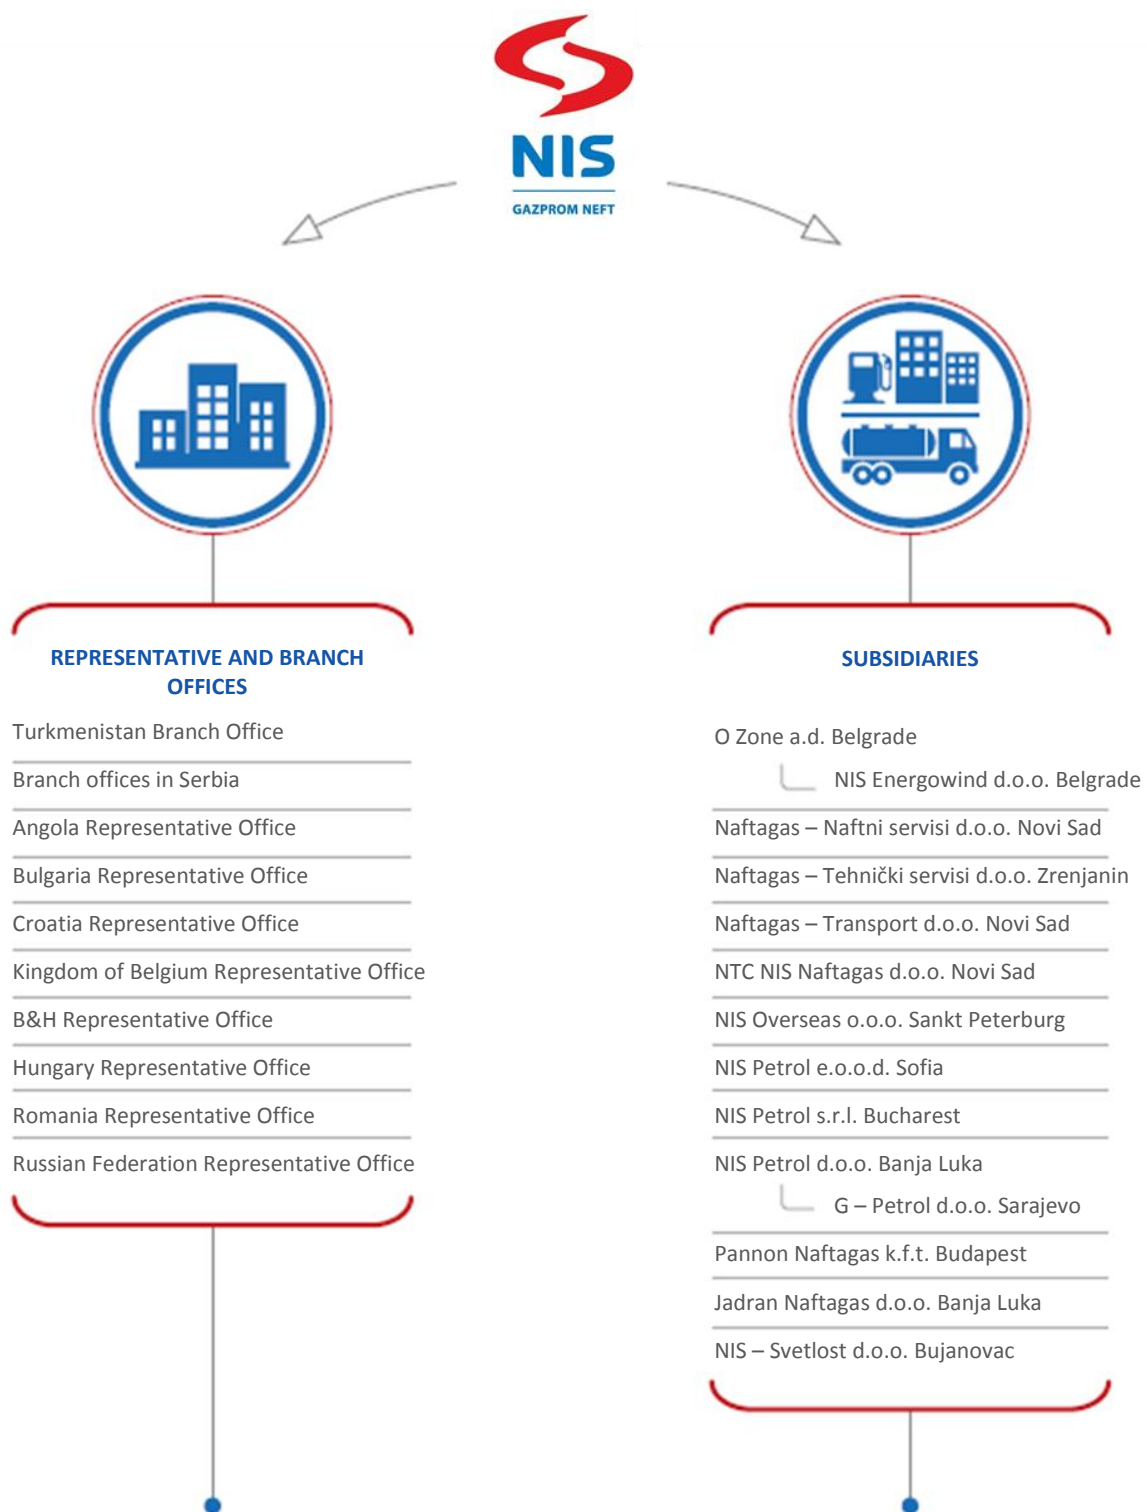 NIS
GAZPROM NEFT
REPRESENTATIVE AND BRANCH
OFFICES
Turkmenistan Branch Office
Branch offices in Serbia
Angola Representative Office
Bulgaria Representative Office
Croatia Representative Office
Kingdom of Belgium Representative Office
B&H Representative Office
Hungary Representative Office
Romania Representative Office
Russian Federation Representative Office
SUBSIDIARIES
O Zone a.d. Belgrade
NIS Energowind d.o.o. Belgrade
Naftagas – Naftni servisi d.o.o. Novi Sad
Naftagas – Tehnički servisi d.o.o. Zrenjanin
Naftagas – Transport d.o.o. Novi Sad
NTC NIS Naftagas d.o.o. Novi Sad
NIS Overseas o.o.o. Sankt Peterburg
NIS Petrol e.o.o.d. Sofia
NIS Petrol s.r.l. Bucharest
NIS Petrol d.o.o. Banja Luka
G – Petrol d.o.o. Sarajevo
Pannon Naftagas k.f.t. Budapest
Jadran Naftagas d.o.o. Banja Luka
NIS – Svetlost d.o.o. Bujanovac